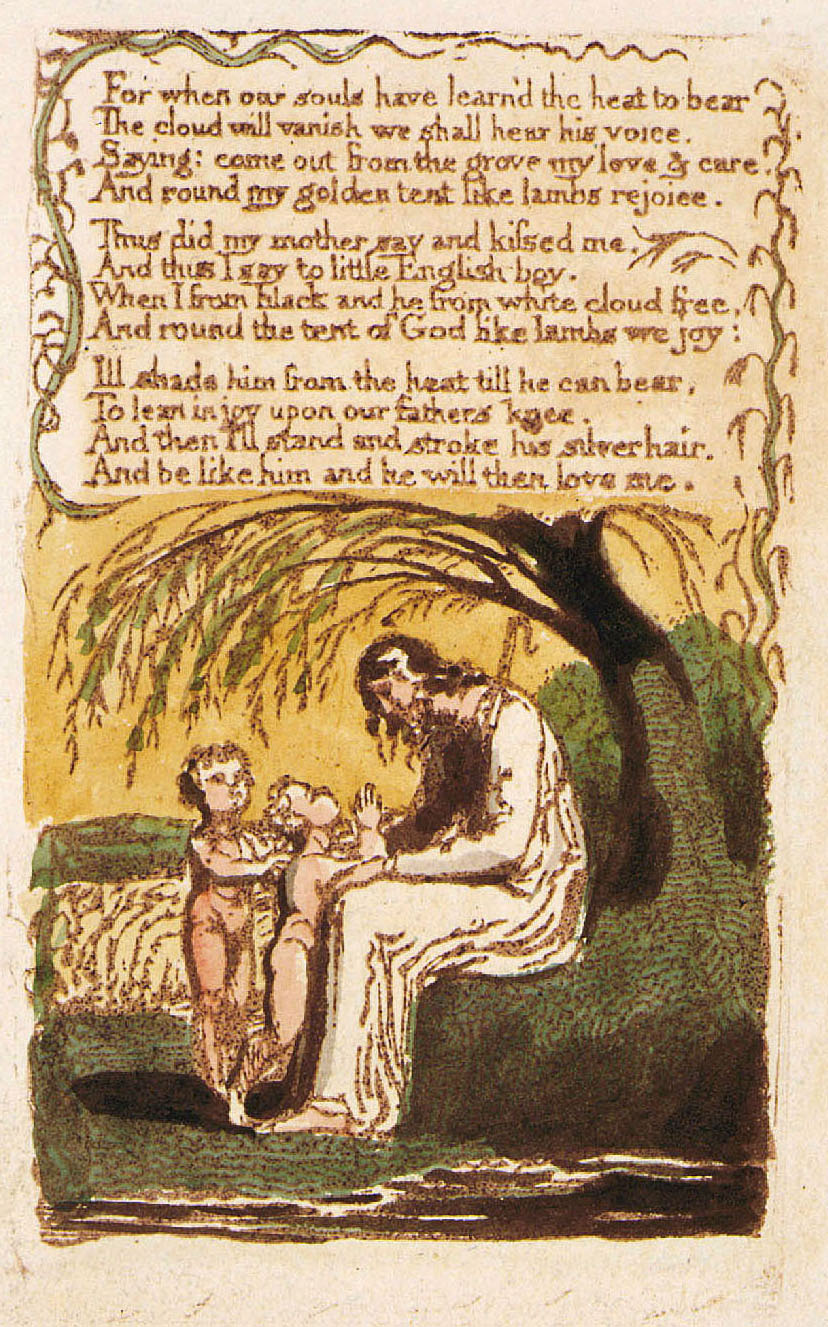 For when our souls have learn'd the heat to bear
The cloud will vanish we shall hear his voice.
Saying: come out from the grove my love & care.
And round my golden tent like lambs rejoice.
Thus did my mother say and kissed me,
And thus I say to little English boy.
When I from black and he from white cloud free,
And round the tent of God like lambs we joy:
Ill shade him from the heat till he can bear,
To lean in joy upon our fathers knee.
And then I'll stand and stroke his silver hair.
And be like him and he will then love me.